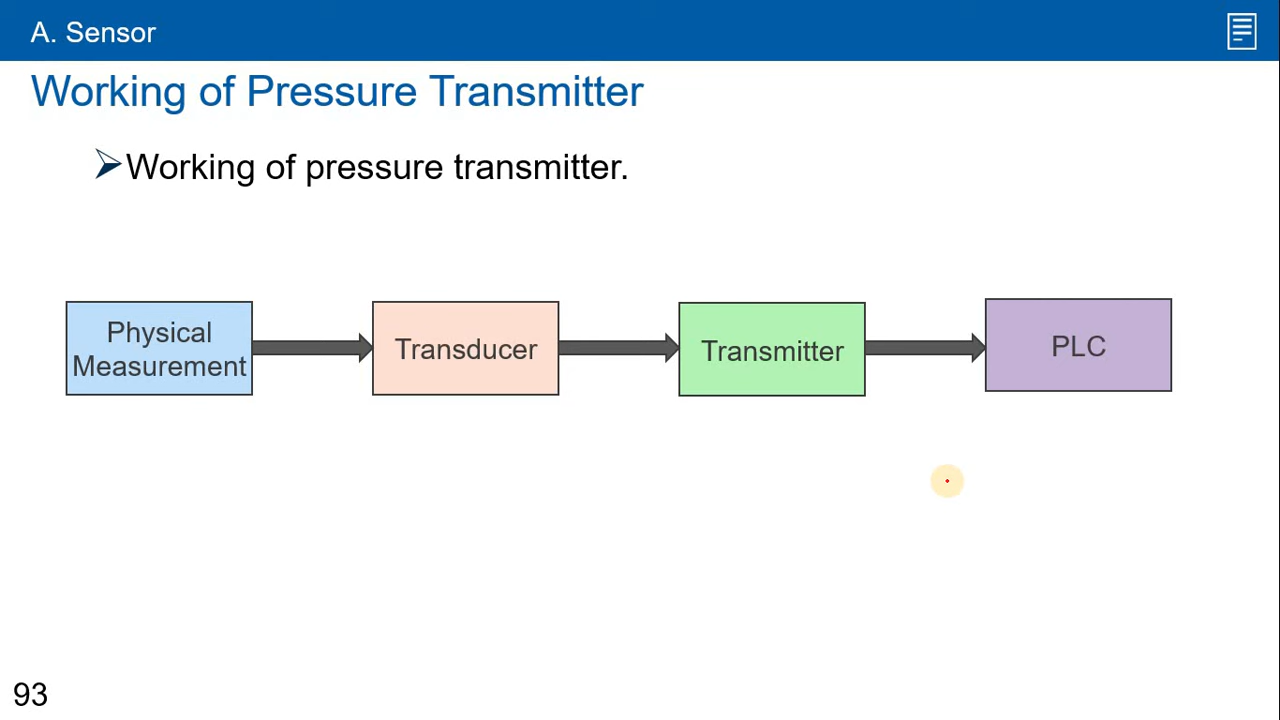 A. Sensor
Working of Pressure Transmitter
Working of pressure transmitter.
Physical
Measurement
Transducer
Transmitter
PLC
93